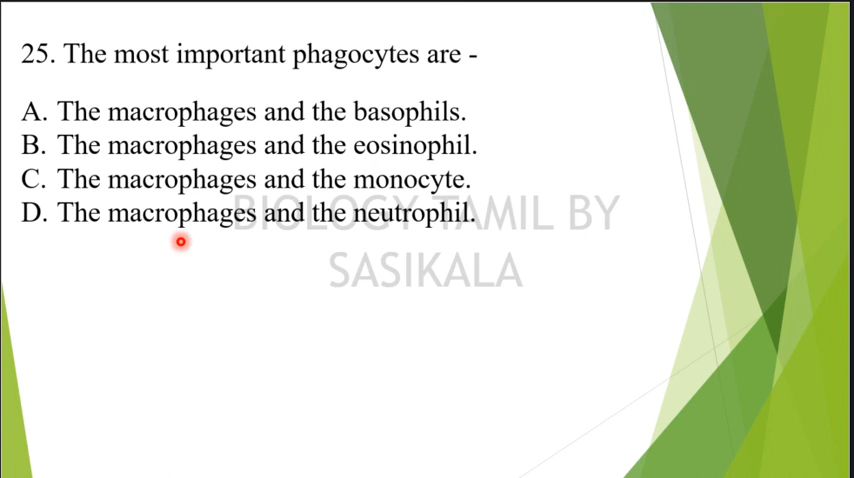 25. The most important phagocytes are -
A. The macrophages and the basophils.
B. The macrophages and the eosinophil.
C. The macrophages and the monocyte.
D. The macrophages and the neutrophil.
BIOLOGY TAMIL BY
SASIKALA